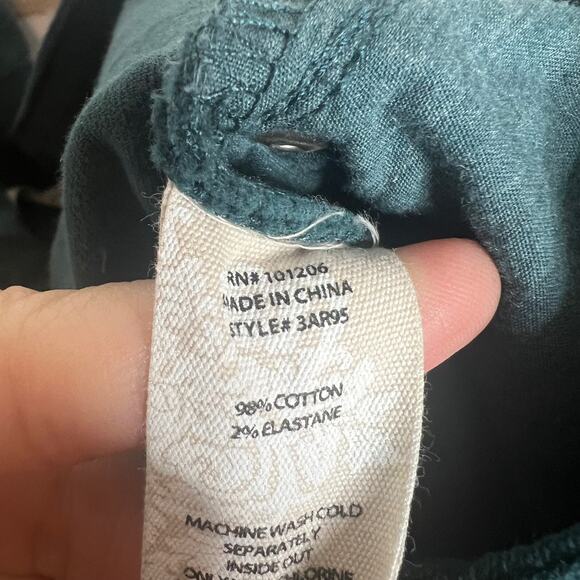 RN# 101206
MADE IN CHINA
STYLE# 3AR95
98% COTTON
2% ELASTANE
MACHINE WASH COLD
SEPARATELY
INSIDE OUT